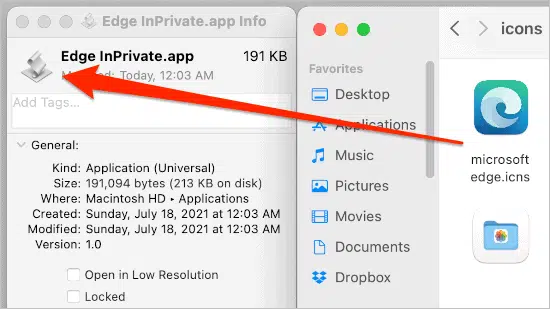 Edge InPrivate.app Info
Edge InPrivate.app 191 KB
Modified: Today, 12:03 AM
Add Tags...
General:
Kind: Application (Universal)
Size: 191,094 bytes (213 KB on disk)
Where: Macintosh HD ▸ Applications
Created: Sunday, July 18, 2021 at 12:03 AM
Modified: Sunday, July 18, 2021 at 12:03 AM
Version: 1.0
Open in Low Resolution
Locked
icons
Favorites
Desktop
Applications
Music
Pictures
Movies
Documents
Dropbox
microsoft
edge.icns